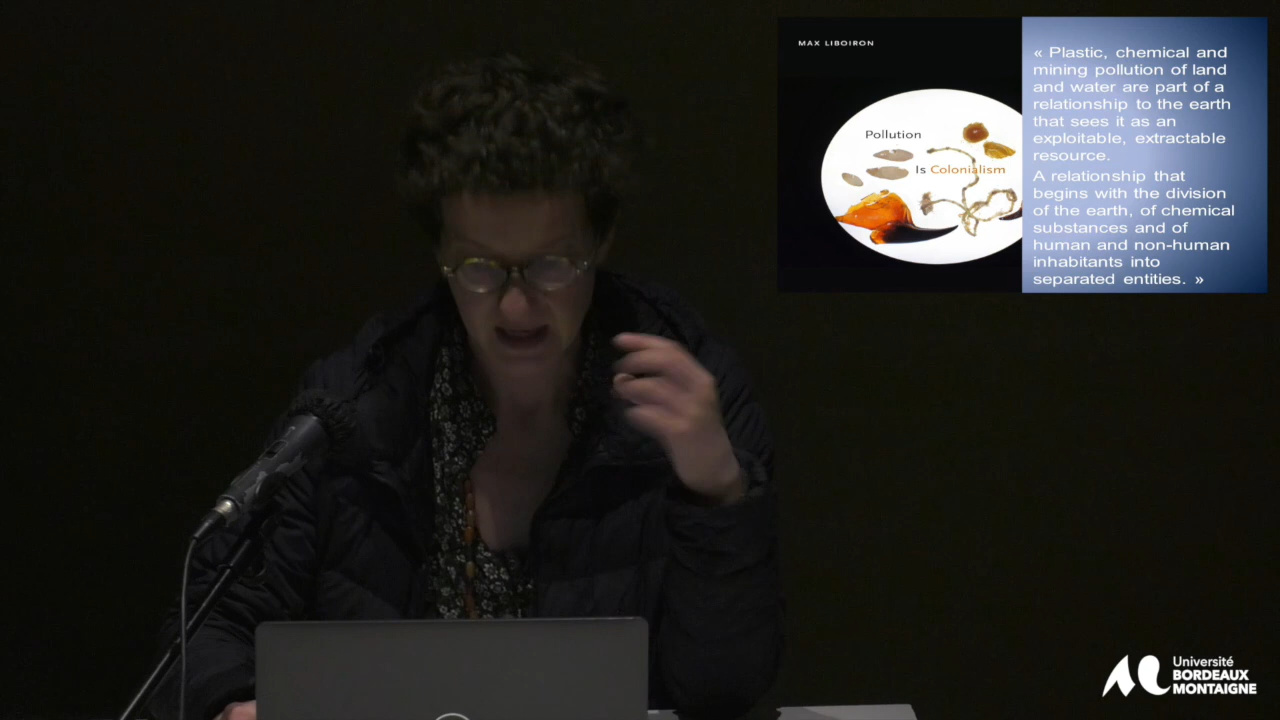 MAX LIBOIRON
Pollution
Is Colonialism
« Plastic, chemical and
mining pollution of land
and water are part of a
relationship to the earth
that sees it as an
exploitable, extractable
resource.
A relationship that
begins with the division
of the earth, of chemical
substances and of
human and non-human
inhabitants into
separated entities. »
Université
BORDEAUX
MONTAIGNE